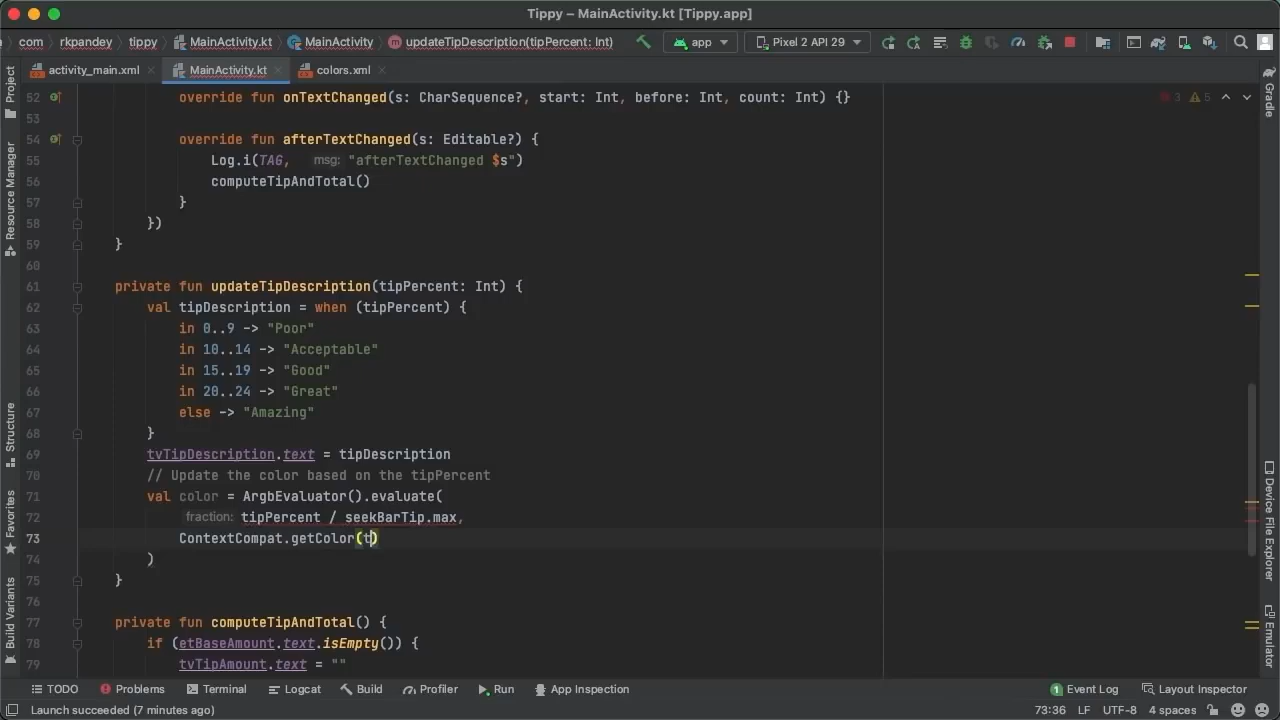 Tippy – MainActivity.kt [Tippy.app]
com rkpandey tippy MainActivity.kt MainActivity updateTipDescription(tipPercent: Int) app Pixel 2 API 29
activity_main.xml MainActivity.kt colors.xml
Project
Resource Manager
Structure
Favorites
Build Variants
3 5
52 override fun onTextChanged(s: CharSequence?, start: Int, before: Int, count: Int) {}
53
54 override fun afterTextChanged(s: Editable?) {
55 Log.i(TAG, msg: "afterTextChanged $s")
56 computeTipAndTotal()
57 }
58 })
59 }
60
61 private fun updateTipDescription(tipPercent: Int) {
62 val tipDescription = when (tipPercent) {
63 in 0..9 -> "Poor"
64 in 10..14 -> "Acceptable"
65 in 15..19 -> "Good"
66 in 20..24 -> "Great"
67 else -> "Amazing"
68 }
69 tvTipDescription.text = tipDescription
70 // Update the color based on the tipPercent
71 val color = ArgbEvaluator().evaluate(
72 fraction: tipPercent / seekBarTip.max,
73 ContextCompat.getColor(t)
74 )
75 }
76
77 private fun computeTipAndTotal() {
78 if (etBaseAmount.text.isEmpty()) {
79 tvTipAmount.text = ""
Gradle
Device File Explorer
Emulator
TODO Problems Terminal Logcat Build Profiler Run App Inspection 1 Event Log Layout Inspector
Launch succeeded (7 minutes ago) 73:36 LF UTF-8 4 spaces